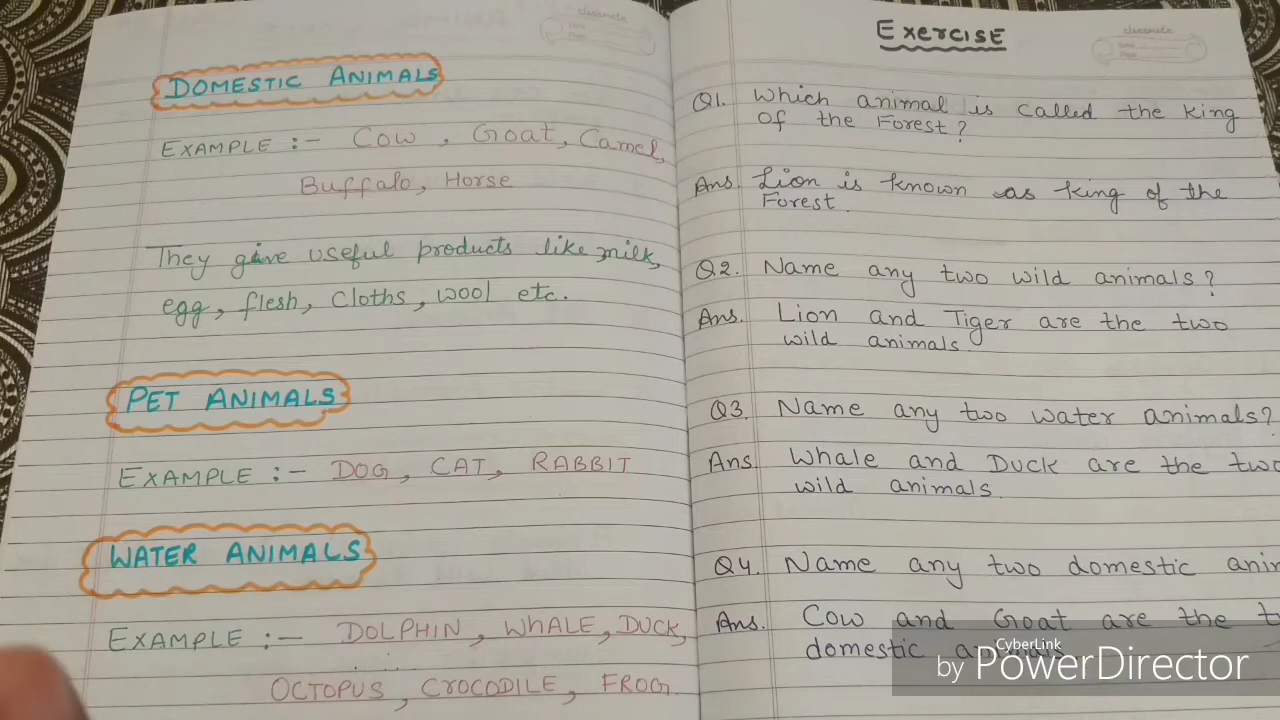 DOMESTIC ANIMALS
EXAMPLE :- Cow, Goat, Camel,
Buffalo, Horse
They give useful products like milk,
egg, flesh, Cloths, wool etc.
PET ANIMALS
EXAMPLE :- DOG, CAT, RABBIT
WATER ANIMALS
EXAMPLE :- DOLPHIN, WHALE, DUCK,
OCTOPUS, CROCODILE, FROG.
classmate
Exercise
Q1. Which animal is called the king
of the Forest?
Ans Lion is known as king of the
Forest.
Q2. Name any two wild animals?
Ans. Lion and Tiger are the two
wild animals.
Q3. Name any two water animals?
Ans. Whale and Duck are the two
wild animals.
Q4. Name any two domestic anim
Ans. Cow and Goat are the t
domestic animals
CyberLink
by PowerDirector